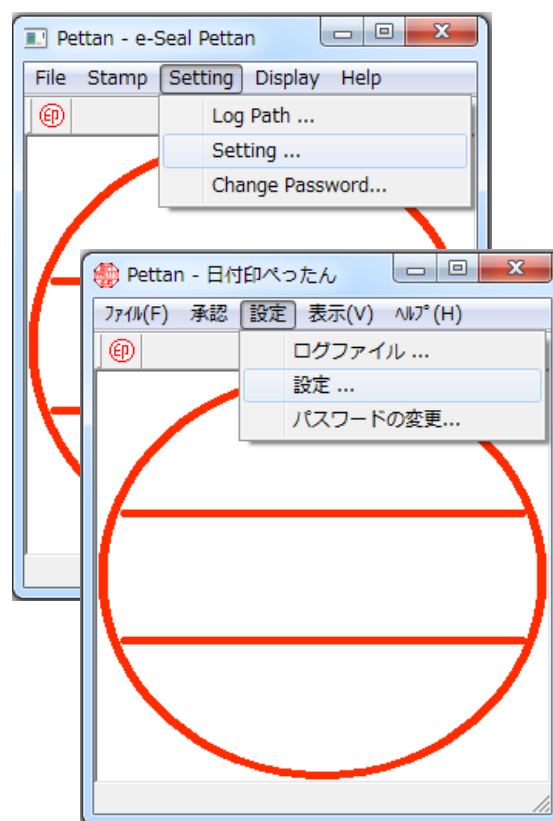 Pettan - e-Seal Pettan
File Stamp Setting Display Help
印
Log Path ...
Setting ...
Change Password...
Pettan - 日付印ぺったん
ﾌｧｲﾙ(F) 承認 設定 表示(V) ﾍﾙﾌﾟ(H)
印
ログファイル ...
設定 ...
パスワードの変更...